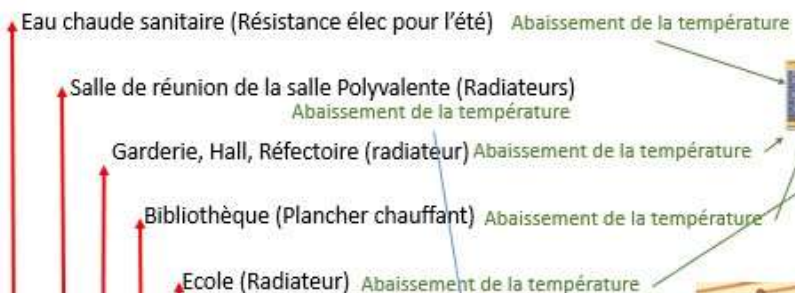 Eau chaude sanitaire (Résistance élec pour l'été) Abaissement de la température
Salle de réunion de la salle Polyvalente (Radiateurs)
Abaissement de la température
Garderie, Hall, Réfectoire (radiateur) Abaissement de la température
Bibliothèque (Plancher chauffant) Abaissement de la température
Ecole (Radiateur) Abaissement de la température